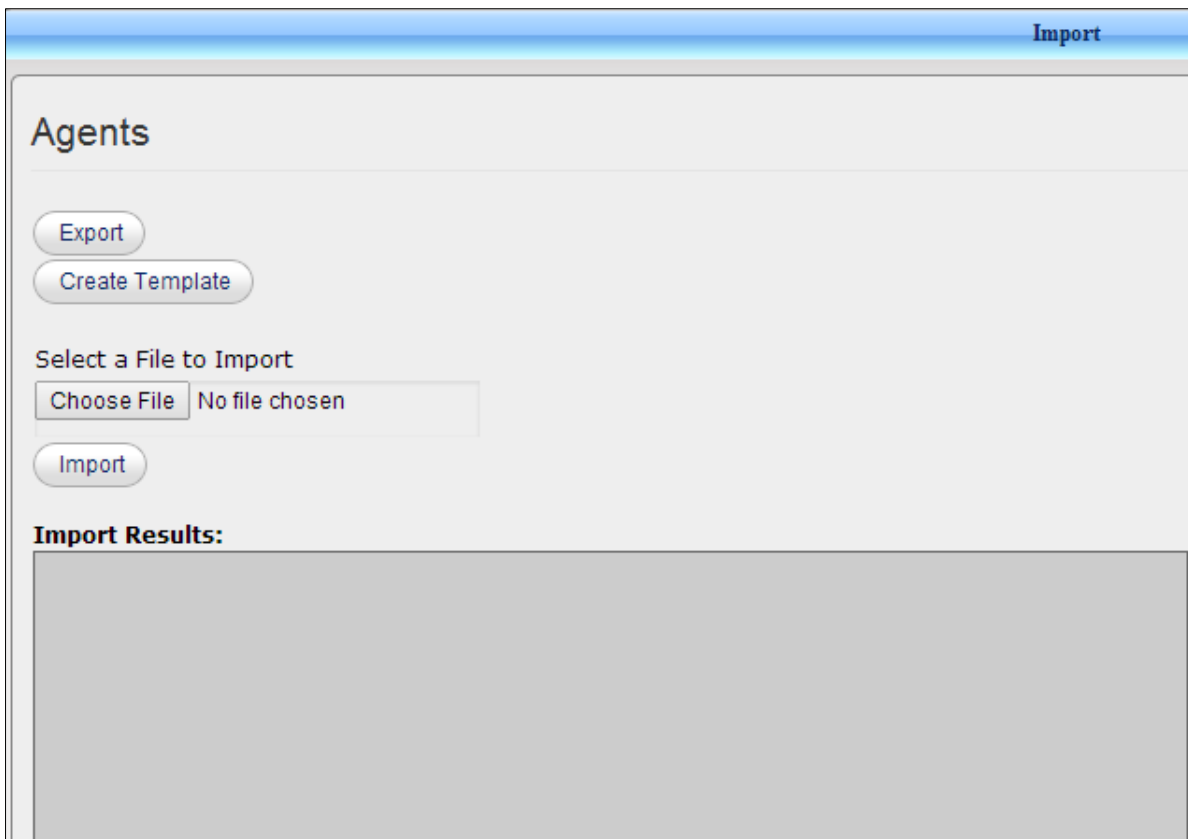 Import
Agents
Export
Create Template
Select a File to Import
Choose File No file chosen
Import
Import Results: